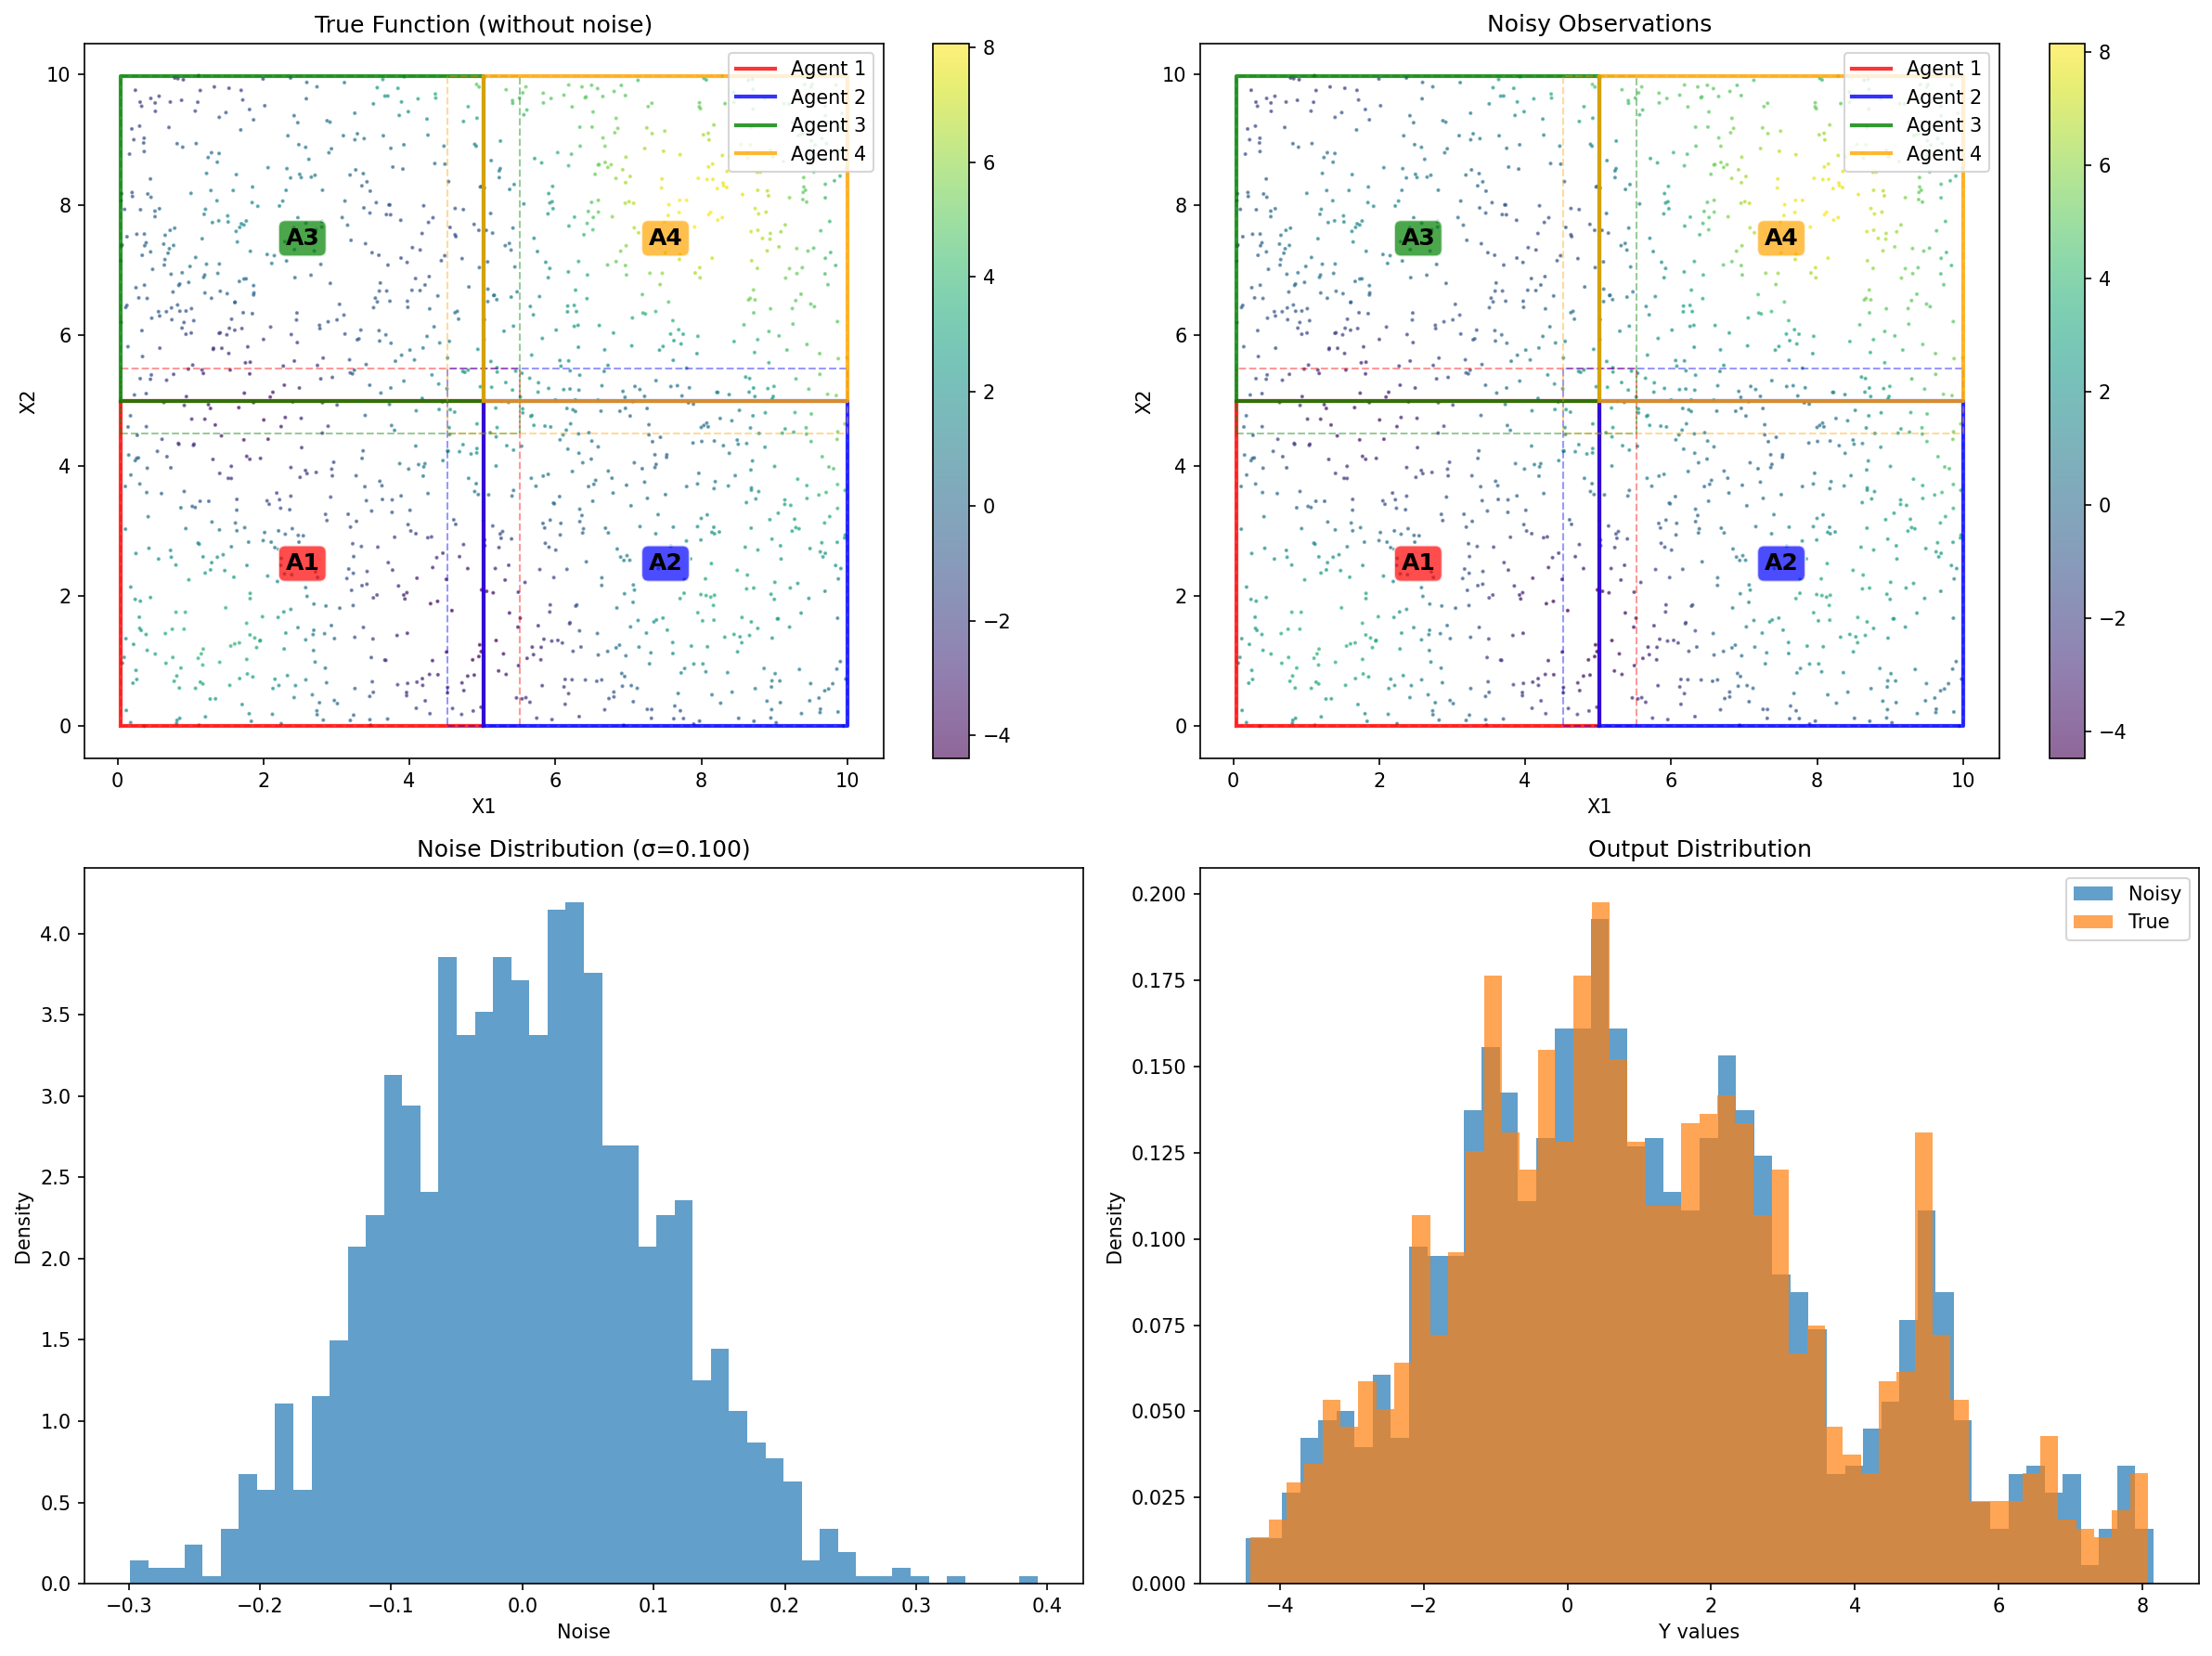 True Function (without noise)
Agent 1
Agent 2
Agent 3
Agent 4
A3
A4
A1
A2
10
8
6
4
2
0
X2
0
2
4
6
8
10
X1
8
6
4
2
0
−2
−4
Noisy Observations
Agent 1
Agent 2
Agent 3
Agent 4
A3
A4
A1
A2
10
8
6
4
2
0
X2
0
2
4
6
8
10
X1
8
6
4
2
0
−2
−4
Noise Distribution (σ=0.100)
4.0
3.5
3.0
2.5
2.0
1.5
1.0
0.5
0.0
Density
−0.3
−0.2
−0.1
0.0
0.1
0.2
0.3
0.4
Noise
Output Distribution
Noisy
True
0.200
0.175
0.150
0.125
0.100
0.075
0.050
0.025
0.000
Density
−4
−2
0
2
4
6
8
Y values